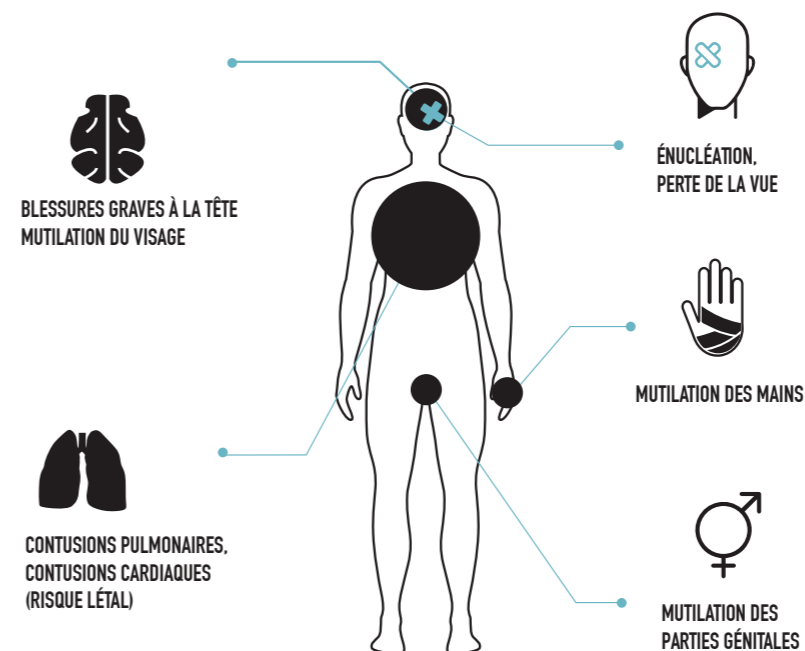 BLESSURES GRAVES À LA TÊTE
MUTILATION DU VISAGE
ÉNUCLÉATION,
PERTE DE LA VUE
MUTILATION DES MAINS
CONTUSIONS PULMONAIRES,
CONTUSIONS CARDIAQUES
(RISQUE LÉTAL)
MUTILATION DES
PARTIES GÉNITALES